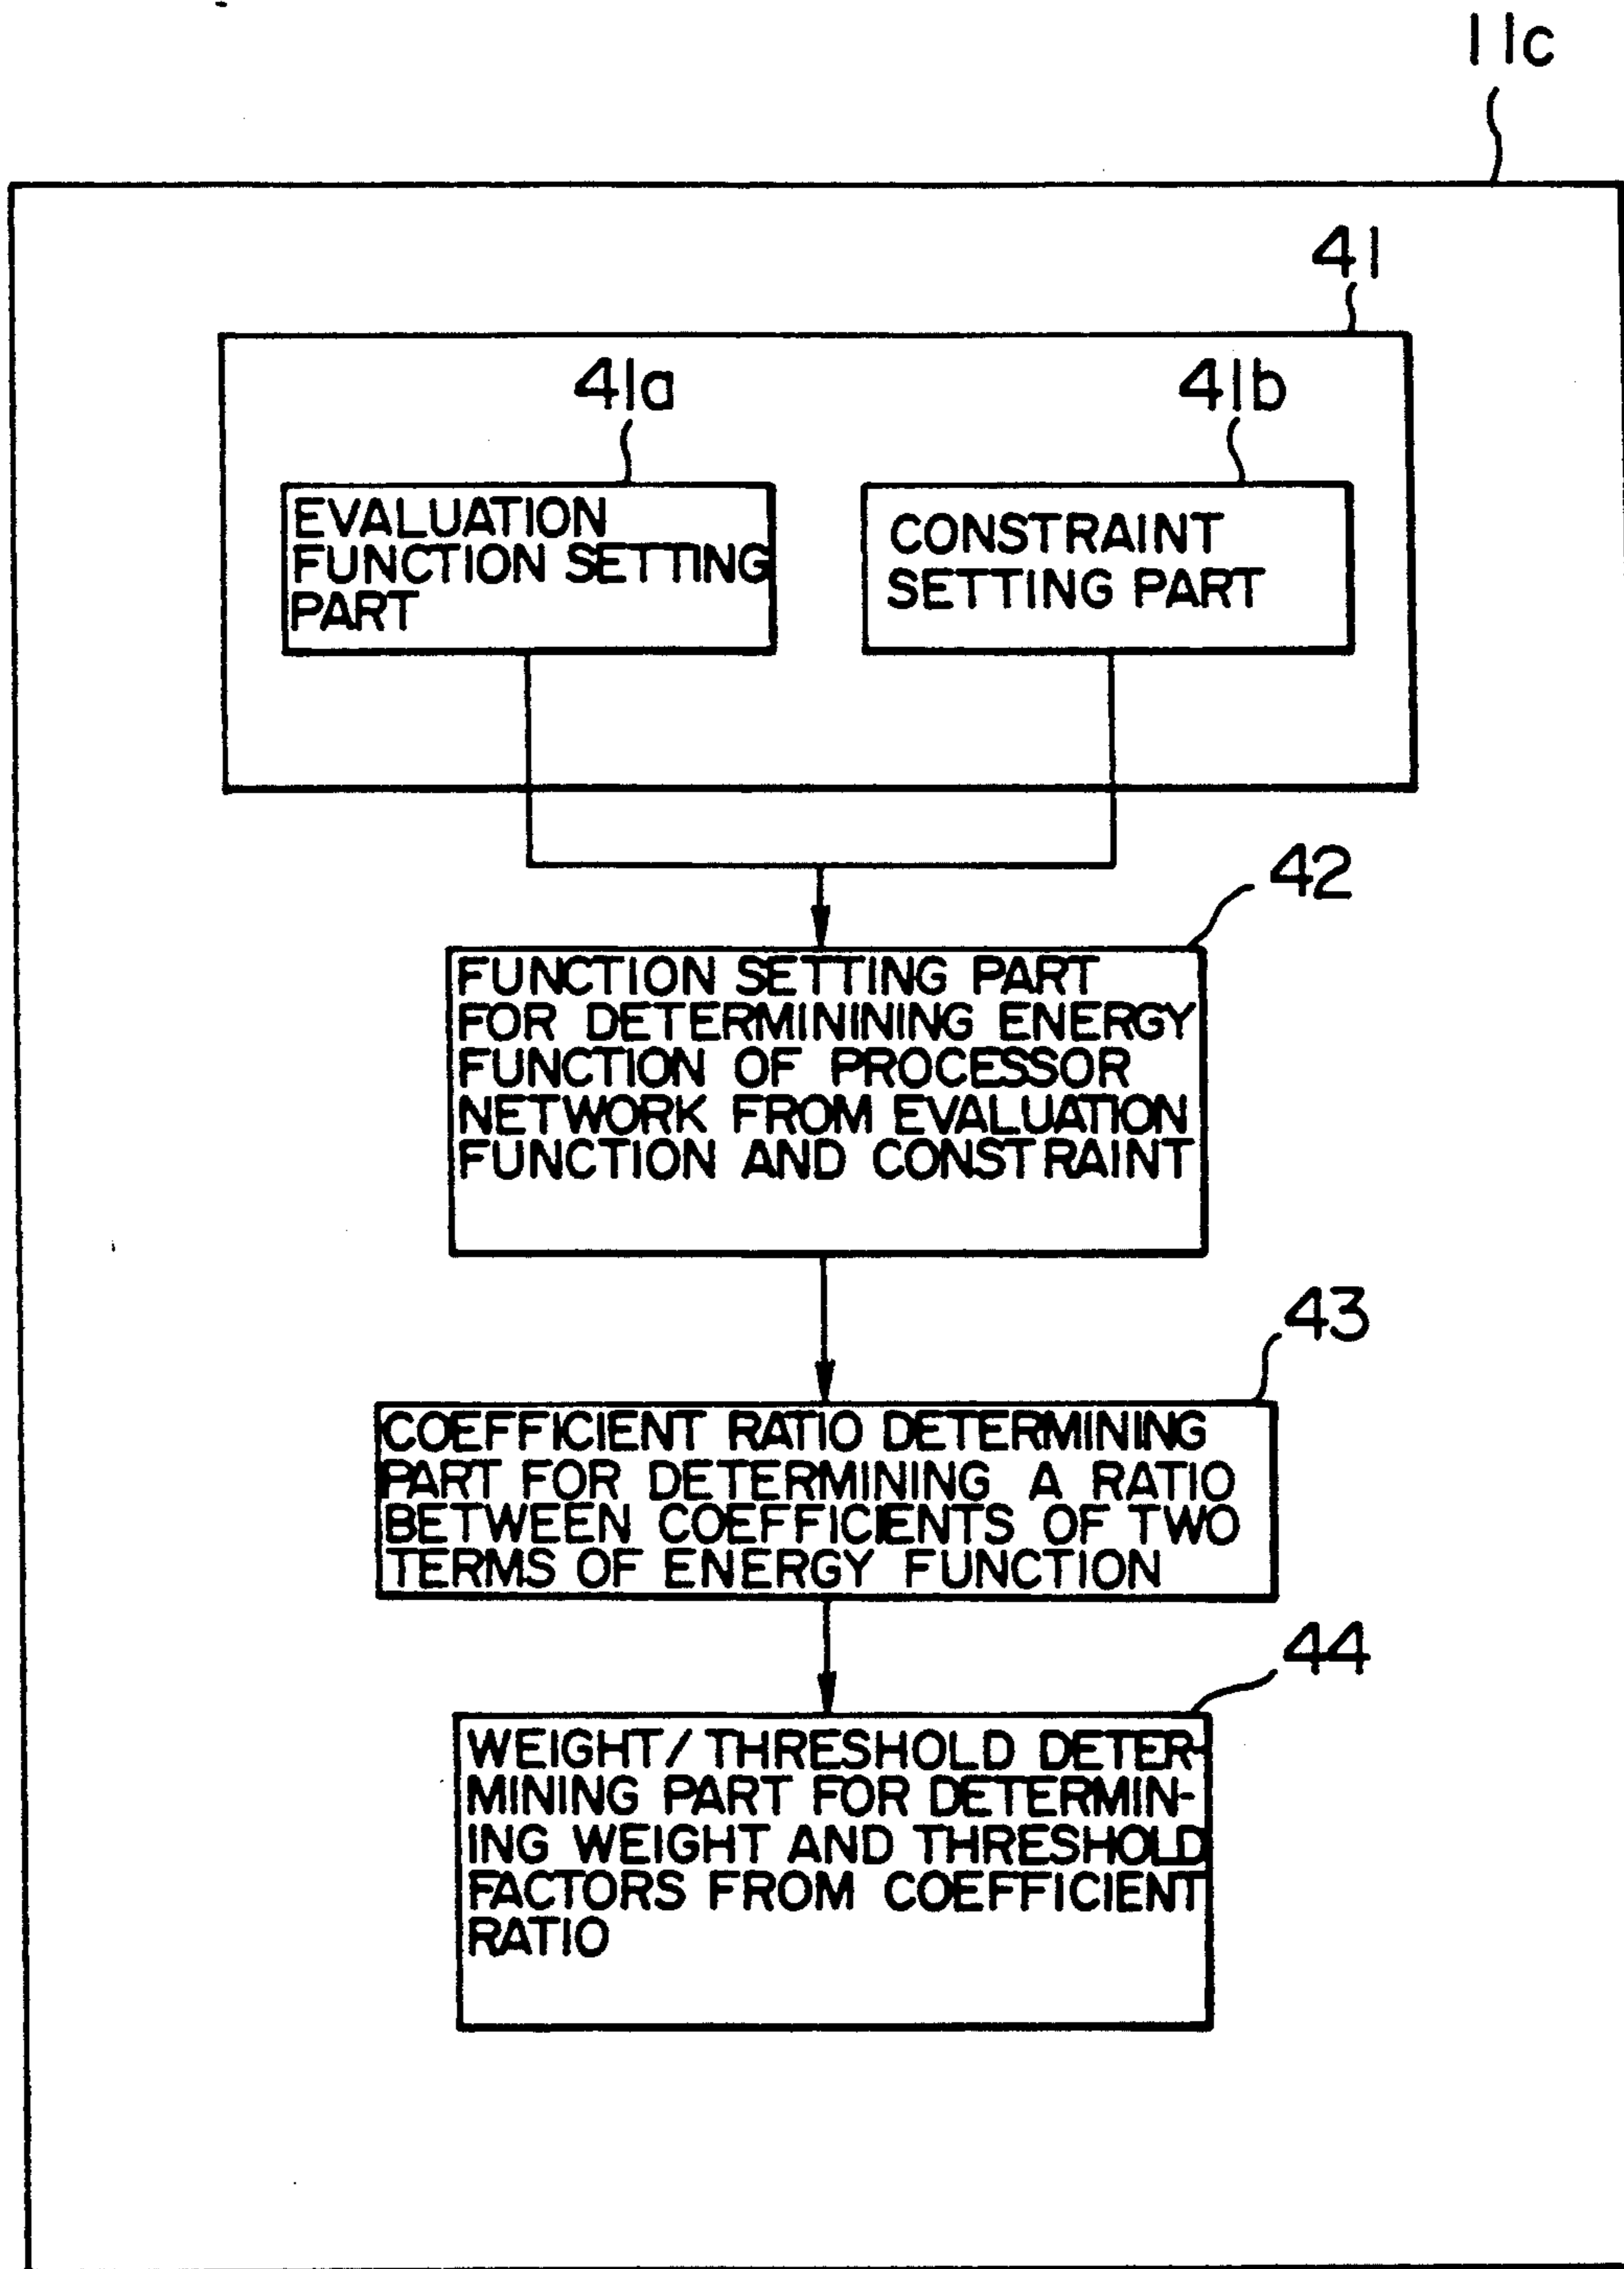 11c
41
41a
41b
EVALUATION
FUNCTION SETTING
PART
CONSTRAINT
SETTING PART
42
FUNCTION SETTING PART
FOR DETERMININING ENERGY
FUNCTION OF PROCESSOR
NETWORK FROM EVALUATION
FUNCTION AND CONSTRAINT
43
COEFFICIENT RATIO DETERMINING
PART FOR DETERMINING A RATIO
BETWEEN COEFFICIENTS OF TWO
TERMS OF ENERGY FUNCTION
44
WEIGHT/THRESHOLD DETER-
MINING PART FOR DETERMIN-
ING WEIGHT AND THRESHOLD
FACTORS FROM COEFFICIENT
RATIO